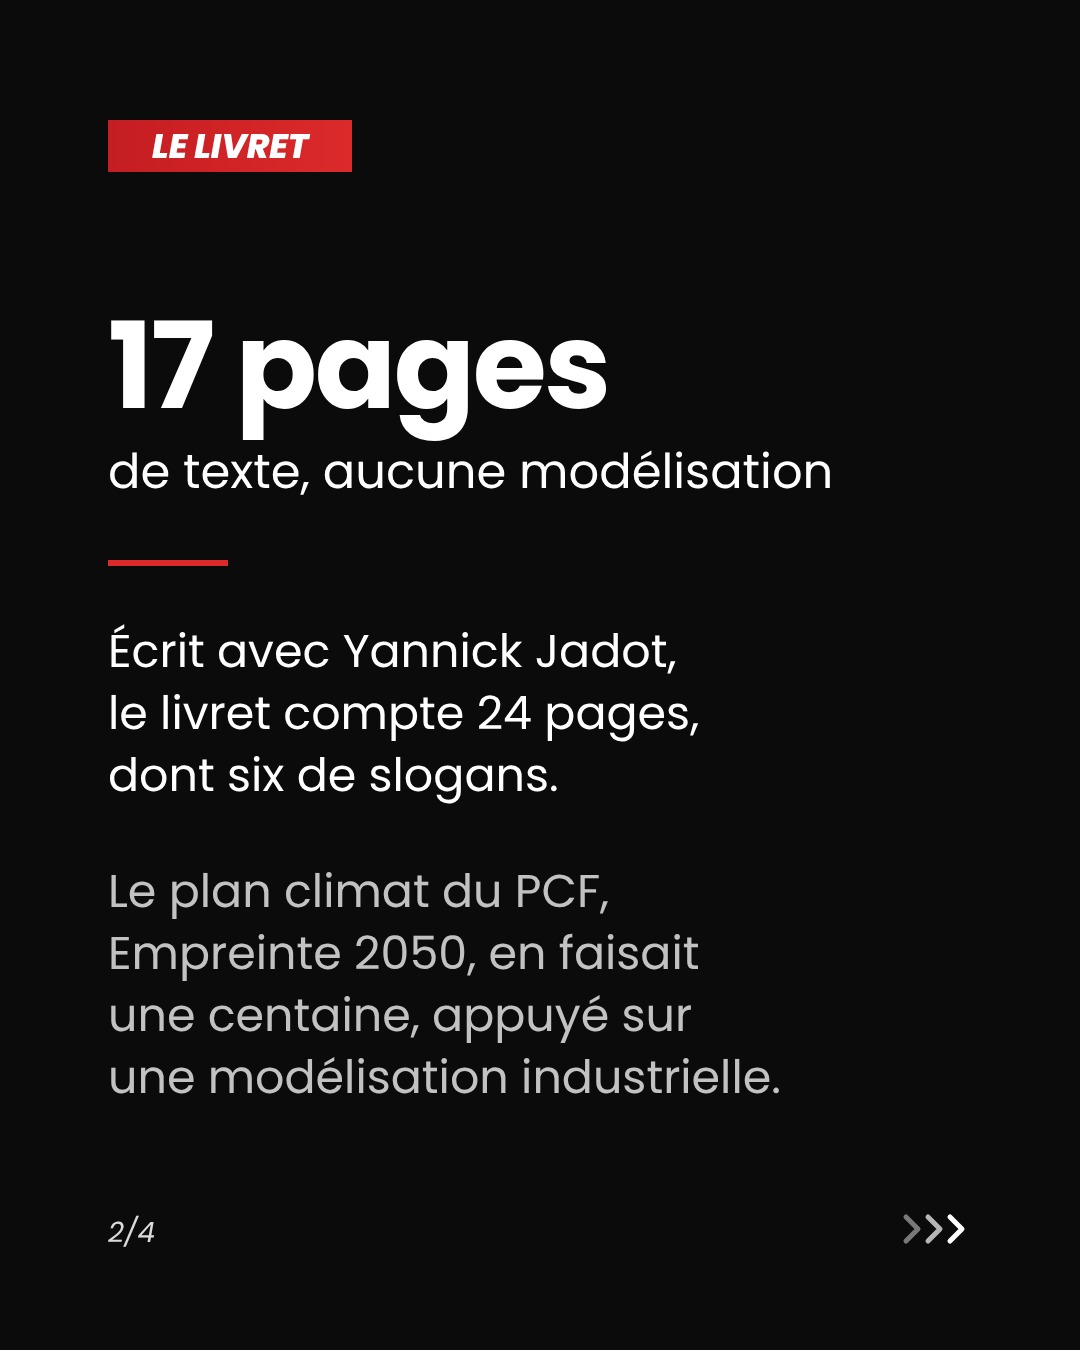 LE LIVRET
17 pages
de texte, aucune modélisation
Écrit avec Yannick Jadot,
le livret compte 24 pages,
dont six de slogans.
Le plan climat du PCF,
Empreinte 2050, en faisait
une centaine, appuyé sur
une modélisation industrielle.
2/4